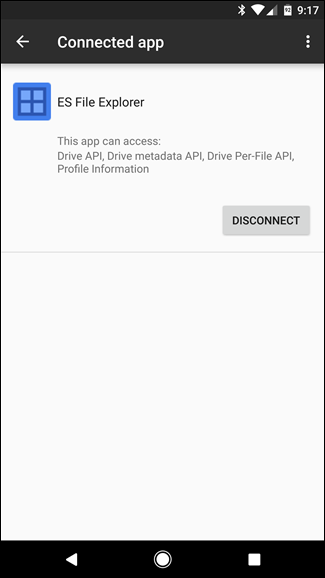 9:17
Connected app
ES File Explorer
This app can access:
Drive API, Drive metadata API, Drive Per-File API,
Profile Information
DISCONNECT